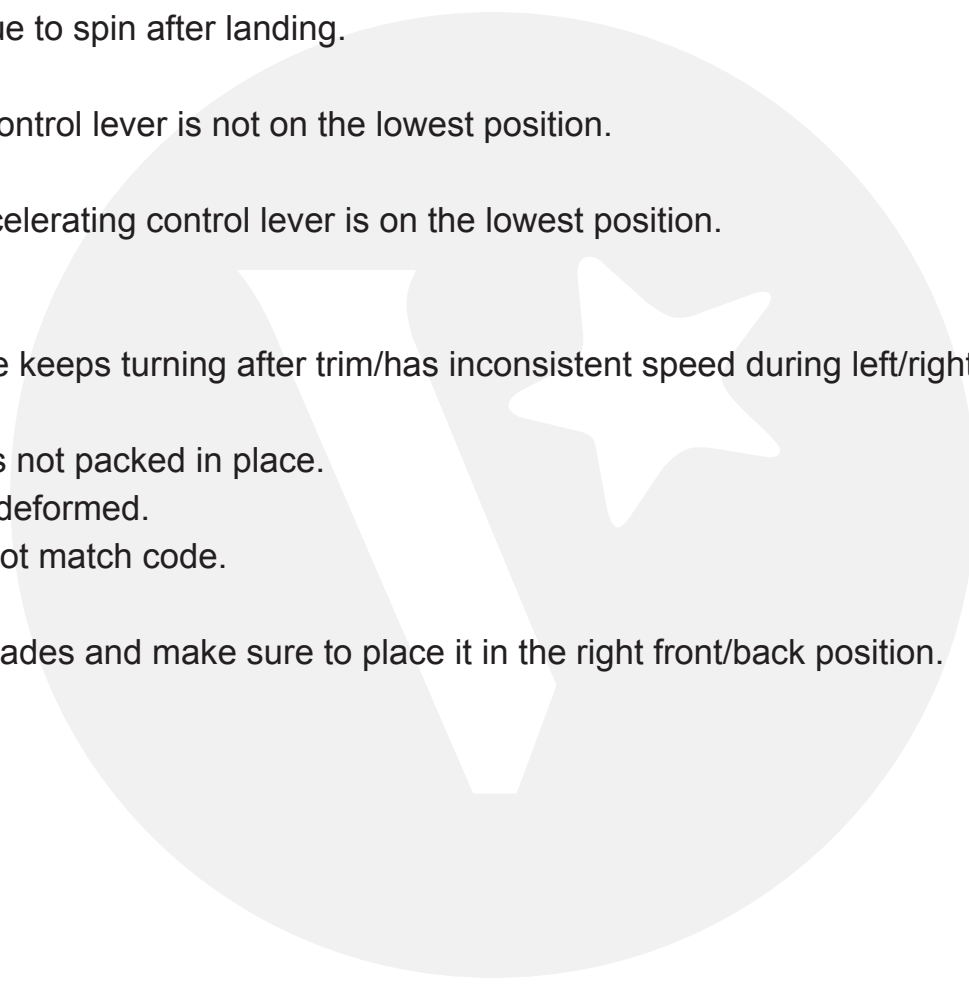 ue to spin after landing.
ontrol lever is not on the lowest position.
celerating control lever is on the lowest position.
e keeps turning after trim/has inconsistent speed during left/right
s not packed in place.
deformed.
ot match code.
ades and make sure to place it in the right front/back position.